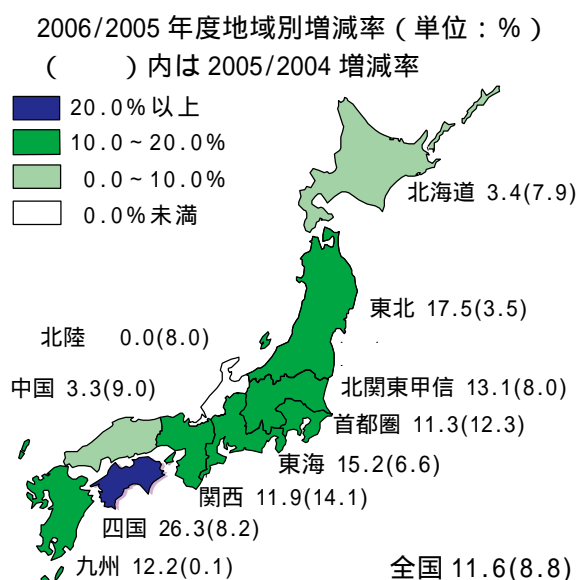 2006/2005 年度地域別増減率（単位：%）
（　　）内は 2005/2004 増減率
20.0%以上
10.0~20.0%
0.0~10.0%
0.0%未満
北海道 3.4(7.9)
東北 17.5(3.5)
北陸 0.0(8.0)
中国 3.3(9.0)
北関東甲信 13.1(8.0)
首都圏 11.3(12.3)
東海 15.2(6.6)
関西 11.9(14.1)
四国 26.3(8.2)
九州 12.2(0.1)
全国 11.6(8.8)